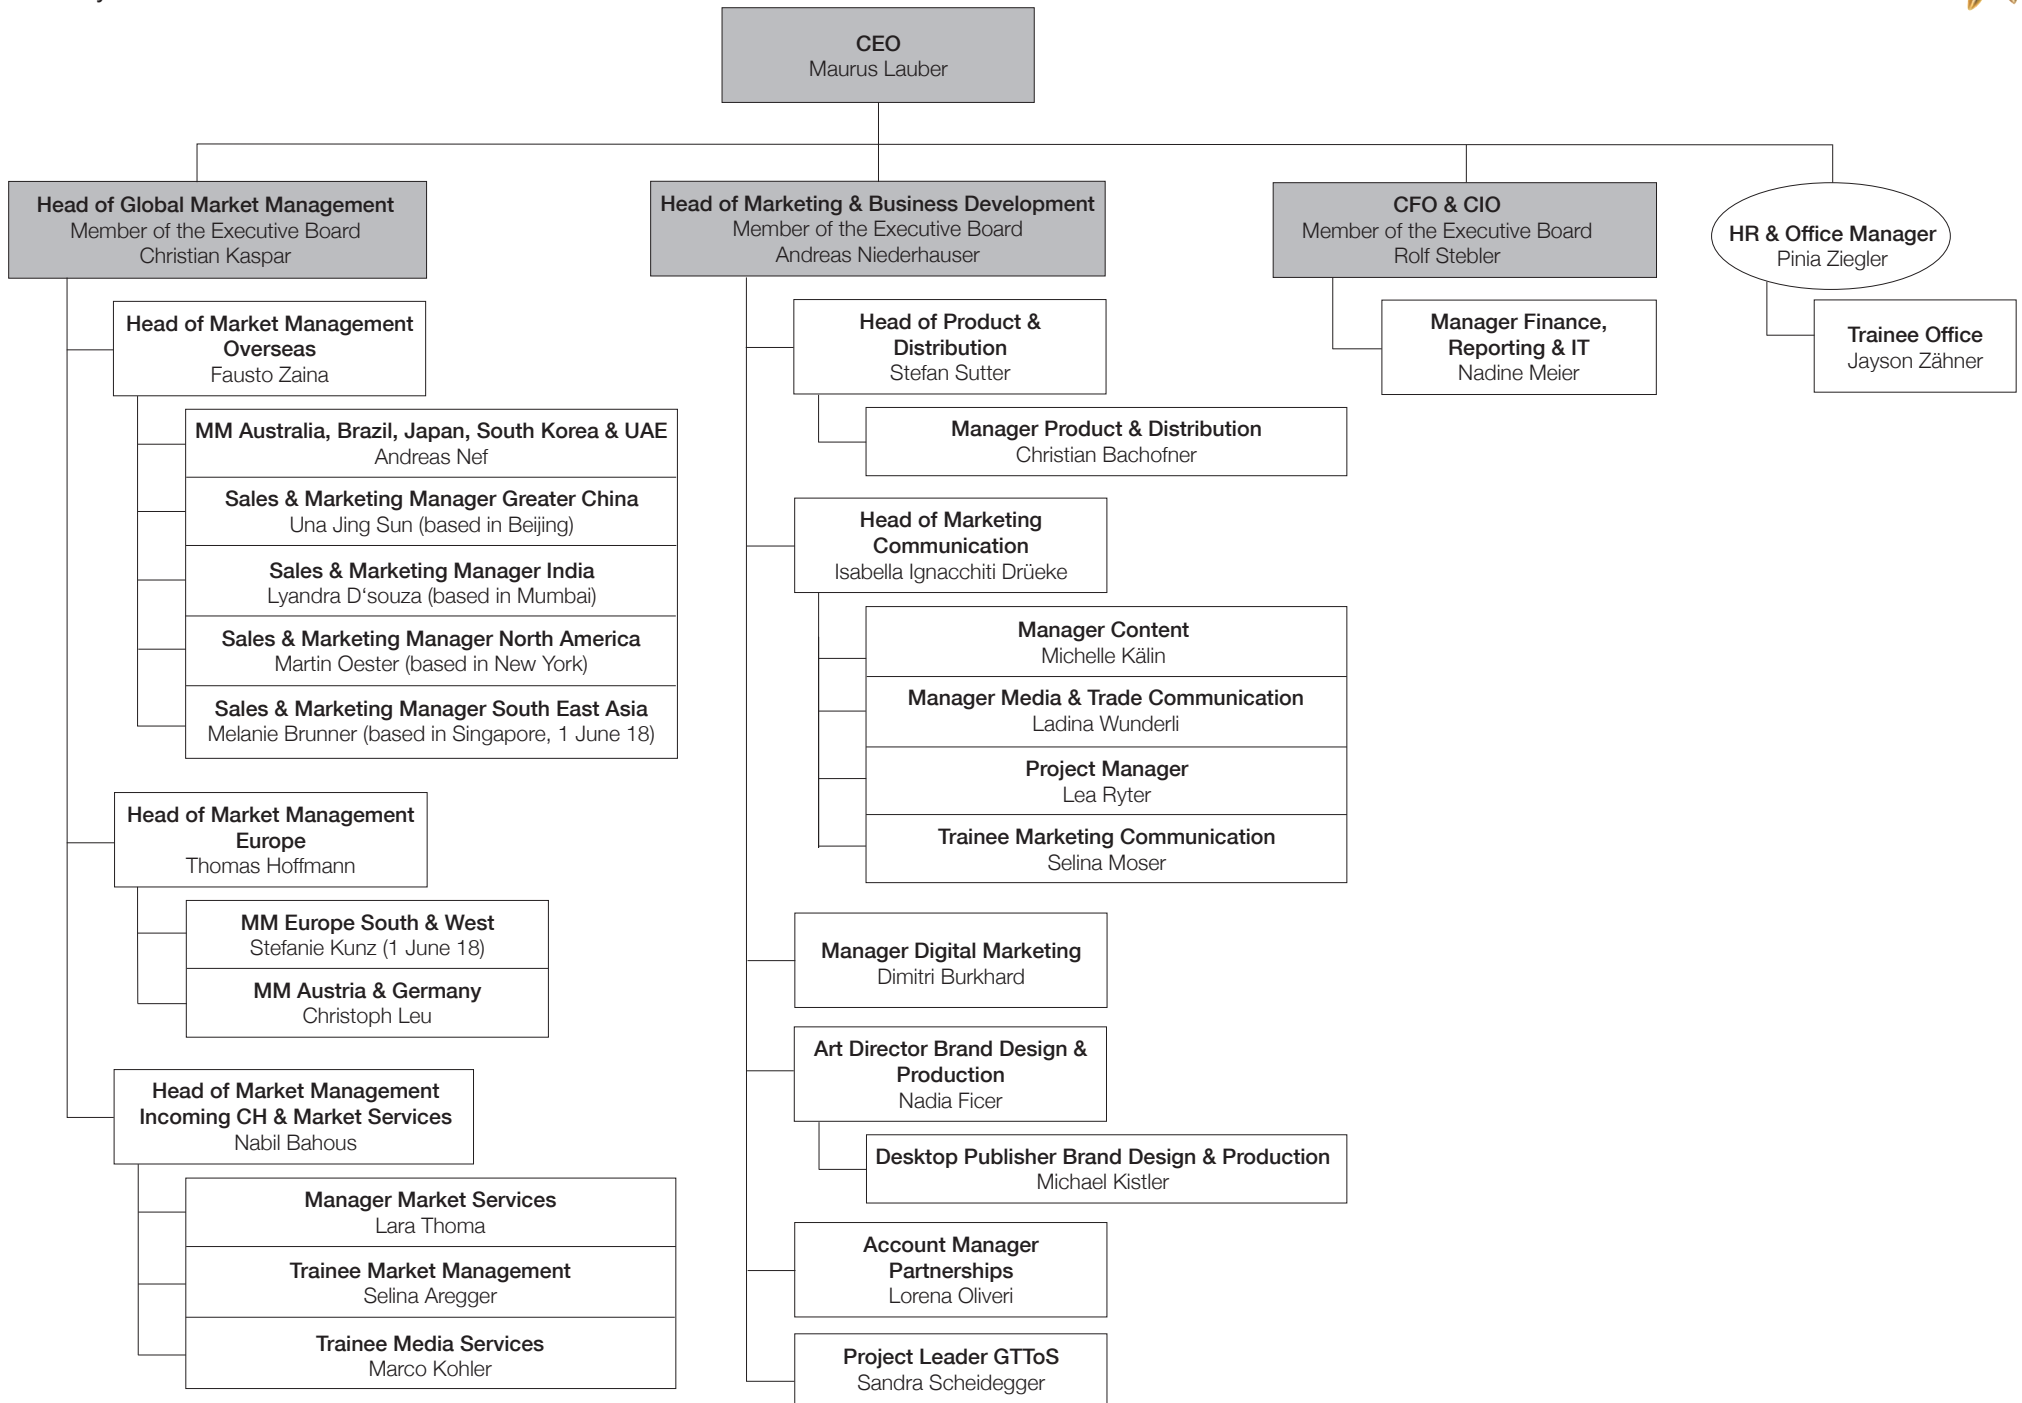 CEO
Maurus Lauber
Head of Global Market Management
Member of the Executive Board
Christian Kaspar
Head of Market Management
Overseas
Fausto Zaina
MM Australia, Brazil, Japan, South Korea & UAE
Andreas Nef
Sales & Marketing Manager Greater China
Una Jing Sun (based in Beijing)
Sales & Marketing Manager India
Lyandra D‘souza (based in Mumbai)
Sales & Marketing Manager North America
Martin Oester (based in New York)
Sales & Marketing Manager South East Asia
Melanie Brunner (based in Singapore, 1 June 18)
Head of Market Management
Europe
Thomas Hoffmann
MM Europe South & West
Stefanie Kunz (1 June 18)
MM Austria & Germany
Christoph Leu
Head of Market Management
Incoming CH & Market Services
Nabil Bahous
Manager Market Services
Lara Thoma
Trainee Market Management
Selina Aregger
Trainee Media Services
Marco Kohler
Head of Marketing & Business Development
Member of the Executive Board
Andreas Niederhauser
Head of Product &
Distribution
Stefan Sutter
Manager Product & Distribution
Christian Bachofner
Head of Marketing
Communication
Isabella Ignacchiti Drüeke
Manager Content
Michelle Kälin
Manager Media & Trade Communication
Ladina Wunderli
Project Manager
Lea Ryter
Trainee Marketing Communication
Selina Moser
Manager Digital Marketing
Dimitri Burkhard
Art Director Brand Design &
Production
Nadia Ficer
Desktop Publisher Brand Design & Production
Michael Kistler
Account Manager
Partnerships
Lorena Oliveri
Project Leader GTToS
Sandra Scheidegger
CFO & CIO
Member of the Executive Board
Rolf Stebler
Manager Finance,
Reporting & IT
Nadine Meier
HR & Office Manager
Pinia Ziegler
Trainee Office
Jayson Zähner